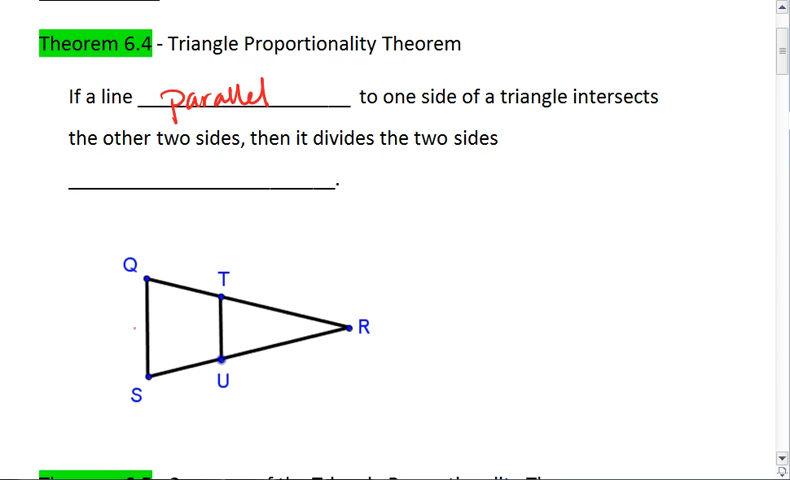 Theorem 6.4 - Triangle Proportionality Theorem
If a line parallel to one side of a triangle intersects
the other two sides, then it divides the two sides
.
Q
T
R
U
S